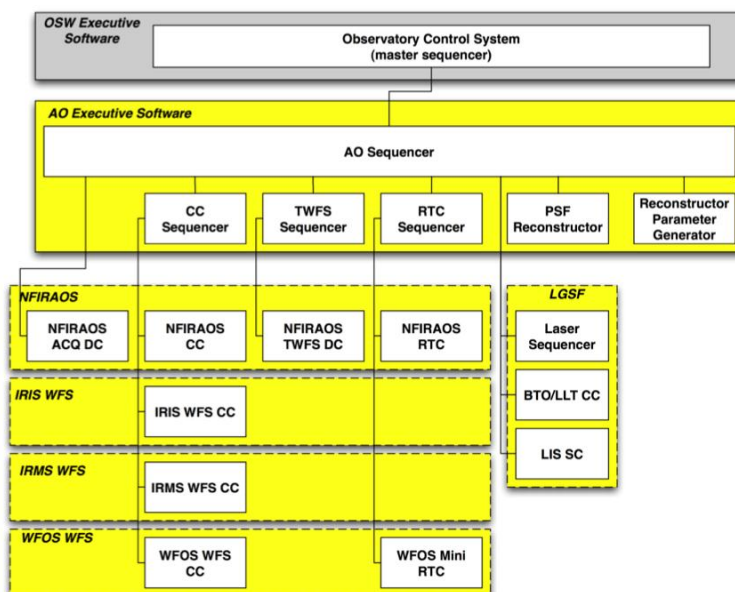 OSW Executive
Software
Observatory Control System
(master sequencer)
AO Executive Software
AO Sequencer
CC
Sequencer
TWFS
Sequencer
RTC
Sequencer
PSF
Reconstructor
Reconstructor
Parameter
Generator
NFIRAOS
NFIRAOS
ACQ DC
NFIRAOS
CC
NFIRAOS
TWFS DC
NFIRAOS
RTC
LGSF
Laser
Sequencer
BTO/LLT CC
LIS SC
IRIS WFS
IRIS WFS CC
IRMS WFS
IRMS WFS CC
WFOS WFS
WFOS WFS
CC
WFOS Mini
RTC